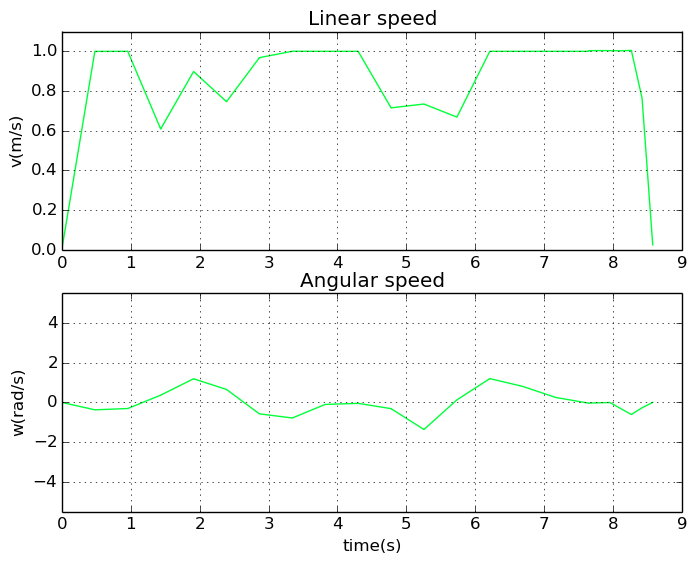 Linear speed
1.0
0.8
0.6
0.4
0.2
0.0
v(m/s)
0 1 2 3 4 5 6 7 8 9
Angular speed
4
2
0
−2
−4
w(rad/s)
0 1 2 3 4 5 6 7 8 9
time(s)